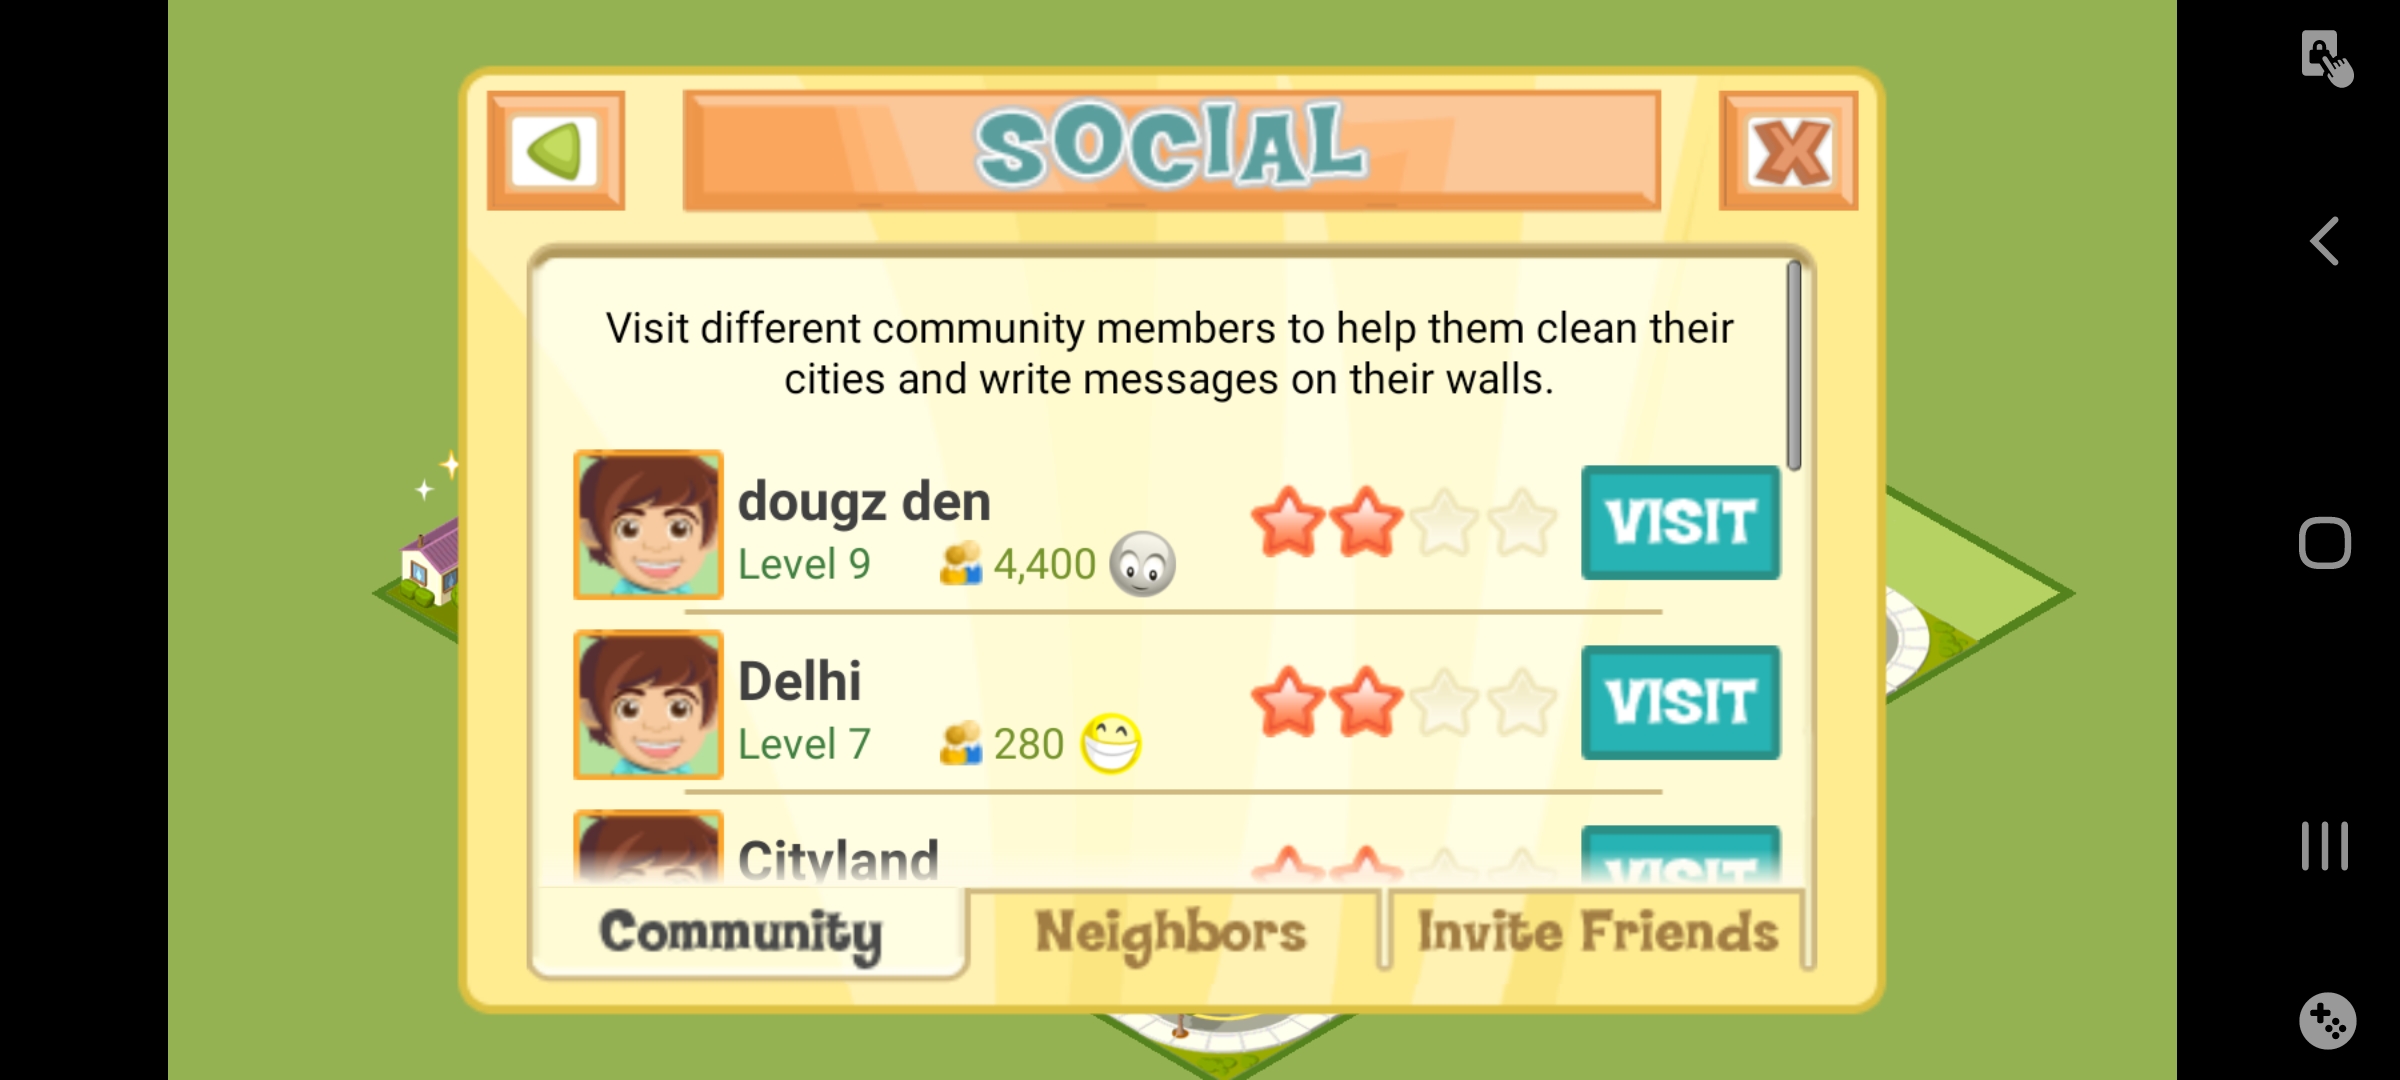 SOCIAL
Visit different community members to help them clean their
cities and write messages on their walls.
dougz den
Level 9 4,400
VISIT
Delhi
Level 7 280
VISIT
Cityland
VISIT
Community Neighbors Invite Friends